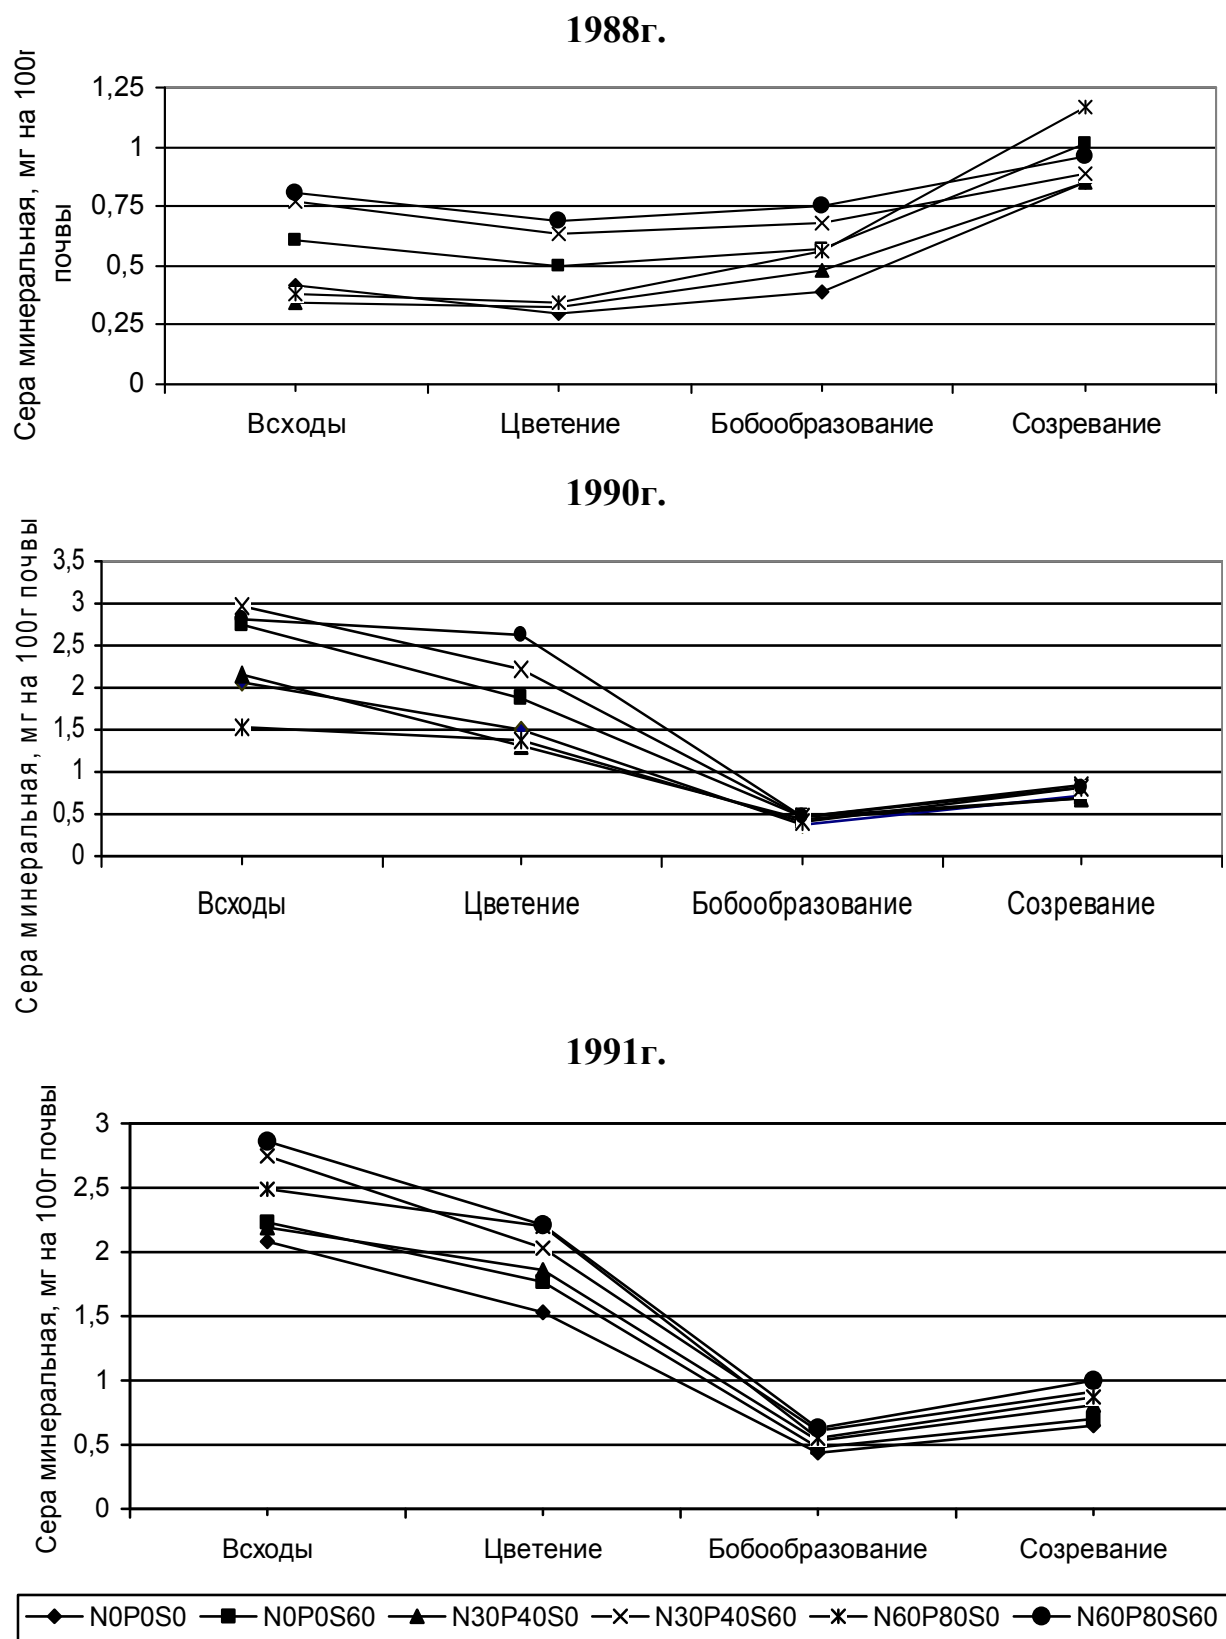 1988г.
Сера минеральная, мг на 100г
почвы
1,25
1
0,75
0,5
0,25
0
Всходы Цветение Бобообразование Созревание
1990г.
Сера минеральная, мг на 100г почвы
3,5
3
2,5
2
1,5
1
0,5
0
Всходы Цветение Бобообразование Созревание
1991г.
Сера минеральная, мг на 100г почвы
3
2,5
2
1,5
1
0,5
0
Всходы Цветение Бобообразование Созревание
N0P0S0 N0P0S60 N30P40S0 N30P40S60 N60P80S0 N60P80S60